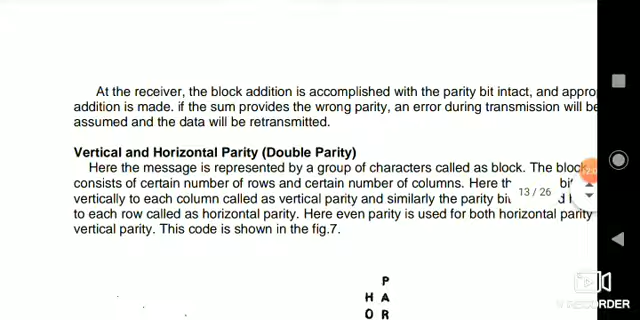 At the receiver, the block addition is accomplished with the parity bit intact, and appro
addition is made. if the sum provides the wrong parity, an error during transmission will be
assumed and the data will be retransmitted.
Vertical and Horizontal Parity (Double Parity)
Here the message is represented by a group of characters called as block. The block
consists of certain number of rows and certain number of columns. Here th
vertically to each column called as vertical parity and similarly the parity
13 / 26
to each row called as horizontal parity. Here even parity is used for both horizontal parity
vertical parity. This code is shown in the fig.7.
P
H A
O R